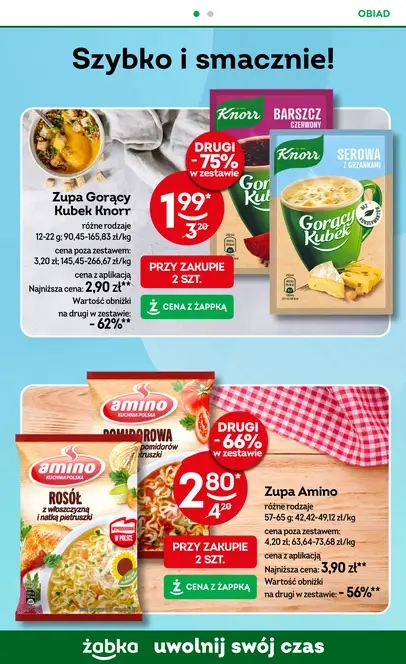 OBIAD
Szybko i smacznie!
Knorr
BARSZCZ
CZERWONY
Knorr
SEROWA
Z GRZANKAMI
Gorący
Kubek
DRUGI
-75%
w zestawie
1,99*
3,20
PRZY ZAKUPIE
2 SZT.
CENA Z ŻAPPKĄ
Zupa Gorący
Kubek Knorr
różne rodzaje
12-22 g; 90,45-165,83 zł/kg
cena poza zestawem:
3,20 zł; 145,45-266,67 zł/kg
cena z aplikacją
Najniższa cena: 2,90 zł**
Wartość obniżki
na drugi w zestawie:
- 62%**
amino
KUCHNIA POLSKA
POMIDOROWA
amino
KUCHNIA POLSKA
ROSÓŁ
z włoszczyzną
i natką pietruszki
DRUGI
-66%
w zestawie
2,80*
4,20
PRZY ZAKUPIE
2 SZT.
CENA Z ŻAPPKĄ
Zupa Amino
różne rodzaje
57-65 g; 42,42-49,12 zł/kg
cena poza zestawem:
4,20 zł; 63,64-73,68 zł/kg
cena z aplikacją
Najniższa cena: 3,90 zł**
Wartość obniżki
na drugi w zestawie: - 56%**
żabka uwolnij swój czas